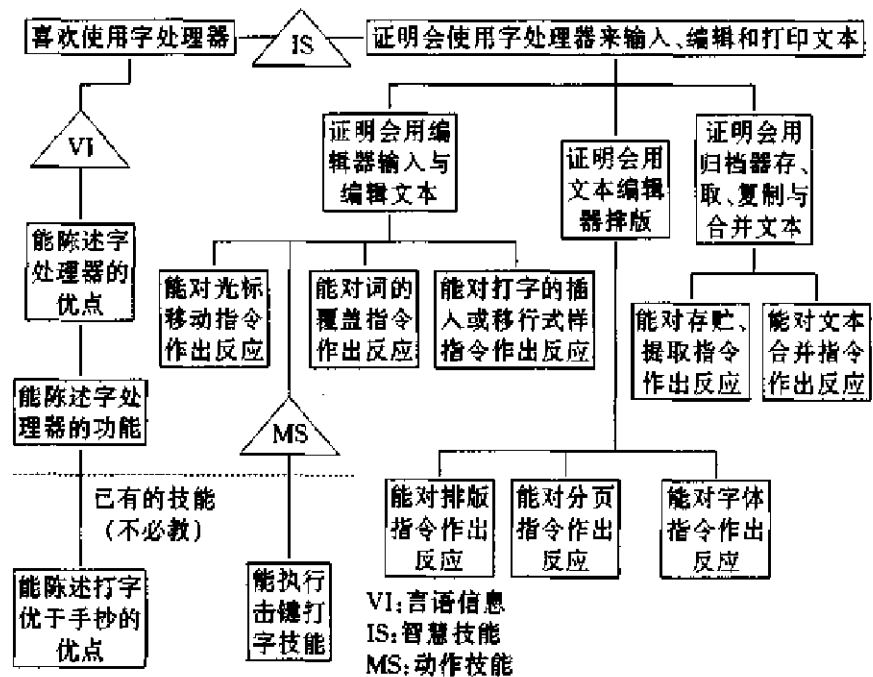 喜欢使用字处理器
IS
证明会使用字处理器来输入、编辑和打印文本
VI
证明会用编
辑器输入与
编辑文本
证明会用
文本编辑
器排版
证明会用
归档器存、
取、复制与
合并文本
能陈述字
处理器的
优点
能对光标
移动指令
作出反应
能对词的
覆盖指令
作出反应
能对打字的插
入或移行式样
指令作出反应
能对存贮、
提取指令
作出反应
能对文本
合并指令
作出反应
能陈述字处
理器的功能
MS
已有的技能
（不必教）
能对排版
指令作出
反应
能对分页
指令作出
反应
能对字体
指令作出
反应
能陈述打字
优于手抄的
优点
能执行
击键打
字技能
VI:言语信息
IS:智慧技能
MS:动作技能